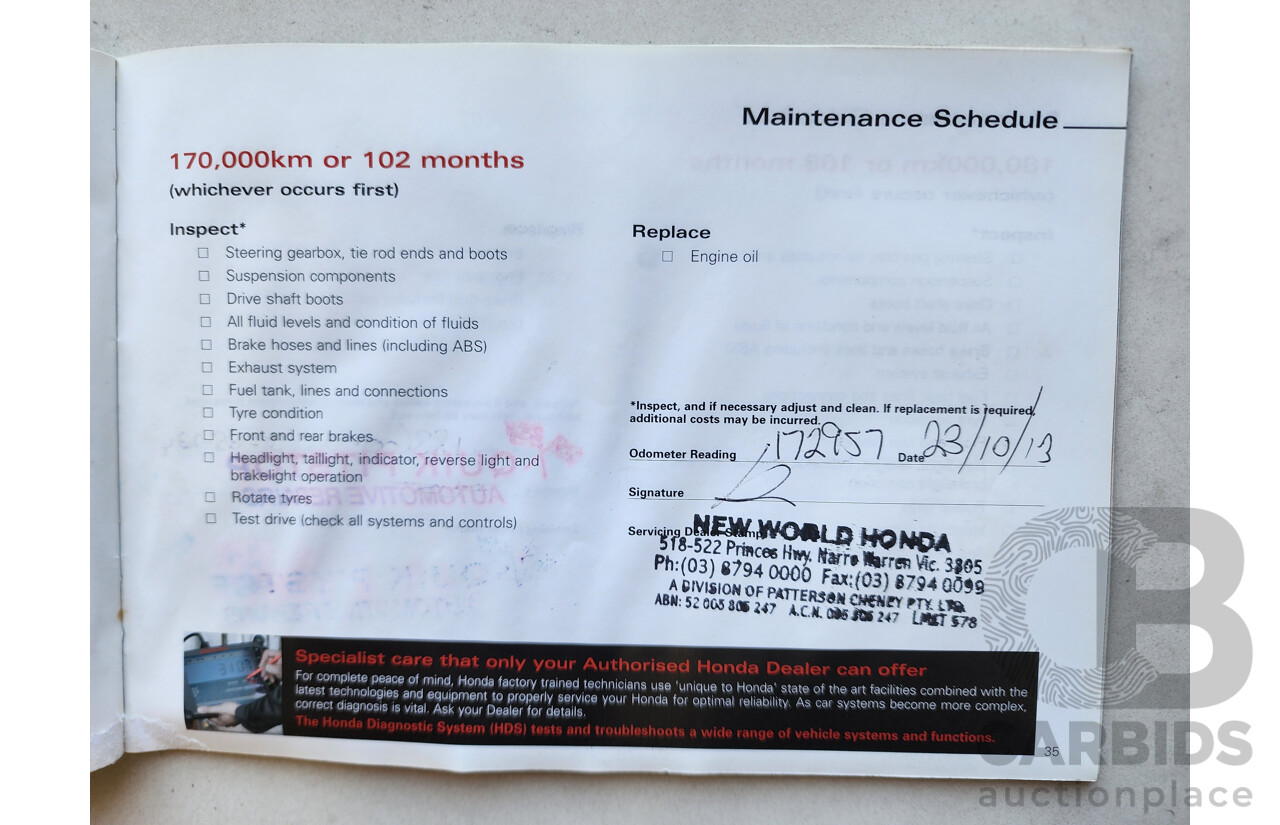 Maintenance Schedule
170,000km or 102 months
(whichever occurs first)
Inspect*
☐ Steering gearbox, tie rod ends and boots
☐ Suspension components
☐ Drive shaft boots
☐ All fluid levels and condition of fluids
☐ Brake hoses and lines (including ABS)
☐ Exhaust system
☐ Fuel tank, lines and connections
☐ Tyre condition
☐ Front and rear brakes
☐ Headlight, taillight, indicator, reverse light and
brakelight operation
☐ Rotate tyres
☐ Test drive (check all systems and controls)
Replace
☐ Engine oil
*Inspect, and if necessary adjust and clean. If replacement is required,
additional costs may be incurred.
Odometer Reading 172957 Date 23/10/13
Signature
Servicing Dealer Stamp
NEW WORLD HONDA
518-522 Princes Hwy. Narre Warren Vic. 3805
Ph:(03) 8794 0000 Fax:(03) 8794 0099
A DIVISION OF PATTERSON CHENEY PTY. LTD.
ABN: 52 005 806 247 A.C.N. 247 LMCT 578
Specialist care that only your Authorised Honda Dealer can offer
For complete peace of mind, Honda factory trained technicians use 'unique to Honda' state of the art facilities combined with the
latest technologies and equipment to properly service your Honda for optimal reliability. As car systems become more complex,
correct diagnosis is vital. Ask your Dealer for details.
The Honda Diagnostic System (HDS) tests and troubleshoots a wide range of vehicle systems and functions.
35
CARBIDS
auctionplace